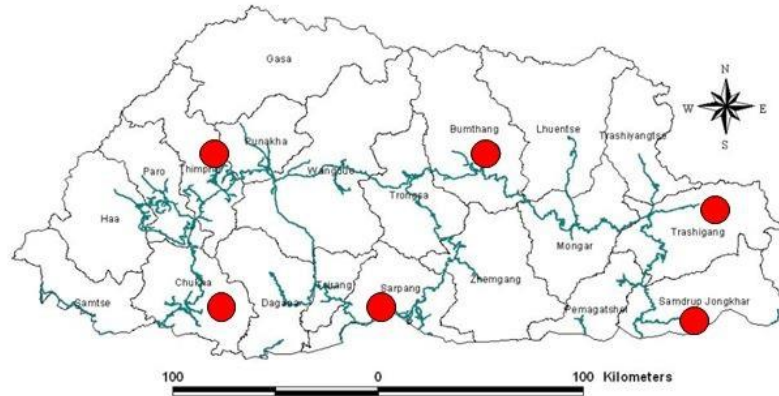 Gasa
N
W E
S
Punakha
Bumthang
Lhuentse
Trashiyangtse
Paro
Thimphu
Wangdue
Trongsa
Haa
Trashigang
Mongar
Chukha
Dagana
Tsirang
Sarpang
Zhemgang
Samtse
Pemagatshel
Samdrup Jongkhar
100 0 100 Kilometers